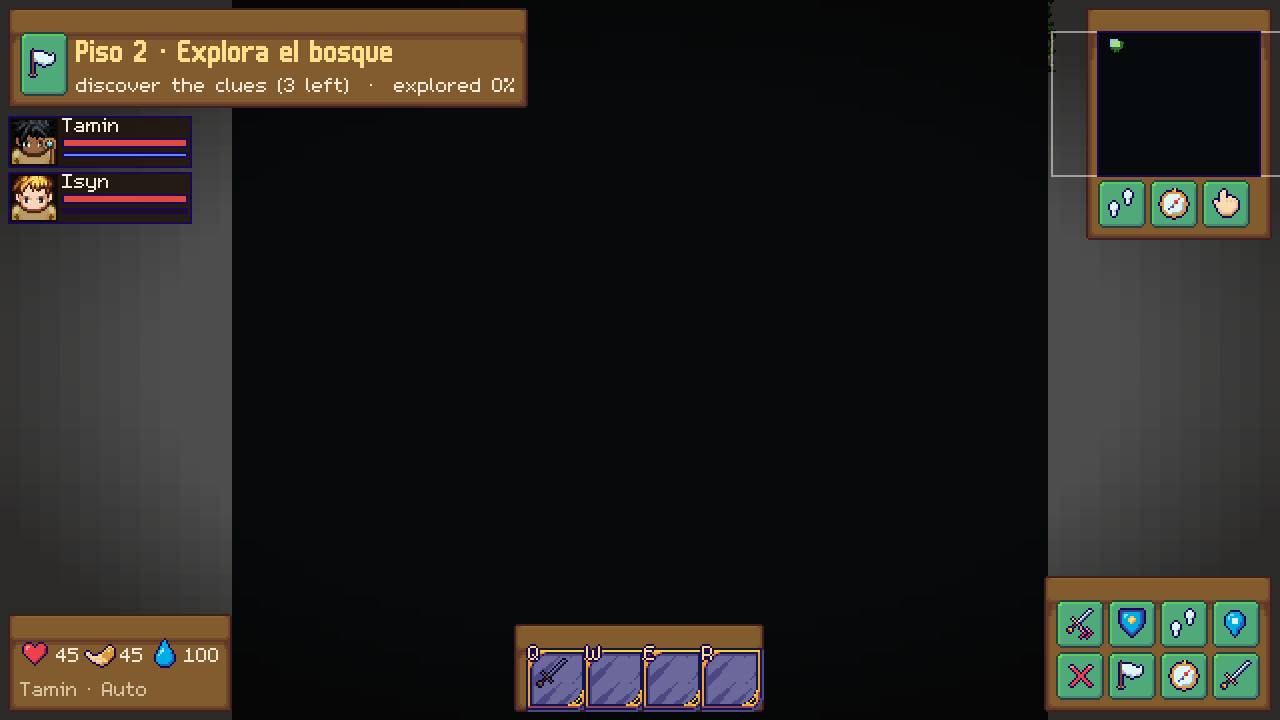 Piso 2 · Explora el bosque
discover the clues (3 left) · explored 0%
Tamin
Isyn
45 45 100
Tamin · Auto
Q W E R